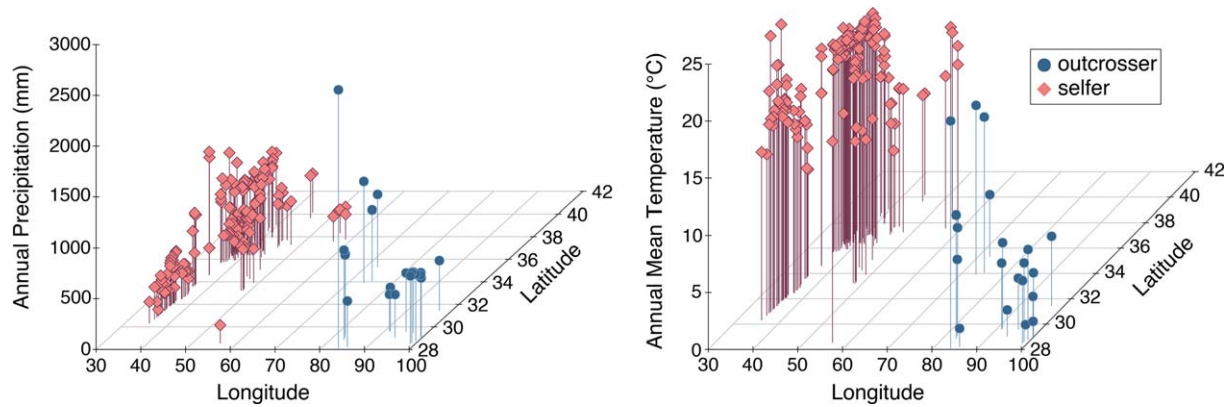 3000
2500
2000
1500
1000
500
0
Annual Precipitation (mm)
30 40 50 60 70 80 90 100
Longitude
28
30
32
34
36
38
40
42
Latitude
25
20
15
10
5
0
Annual Mean Temperature (°C)
30 40 50 60 70 80 90 100
Longitude
28
30
32
34
36
38
40
42
Latitude
outcrosser
selfer